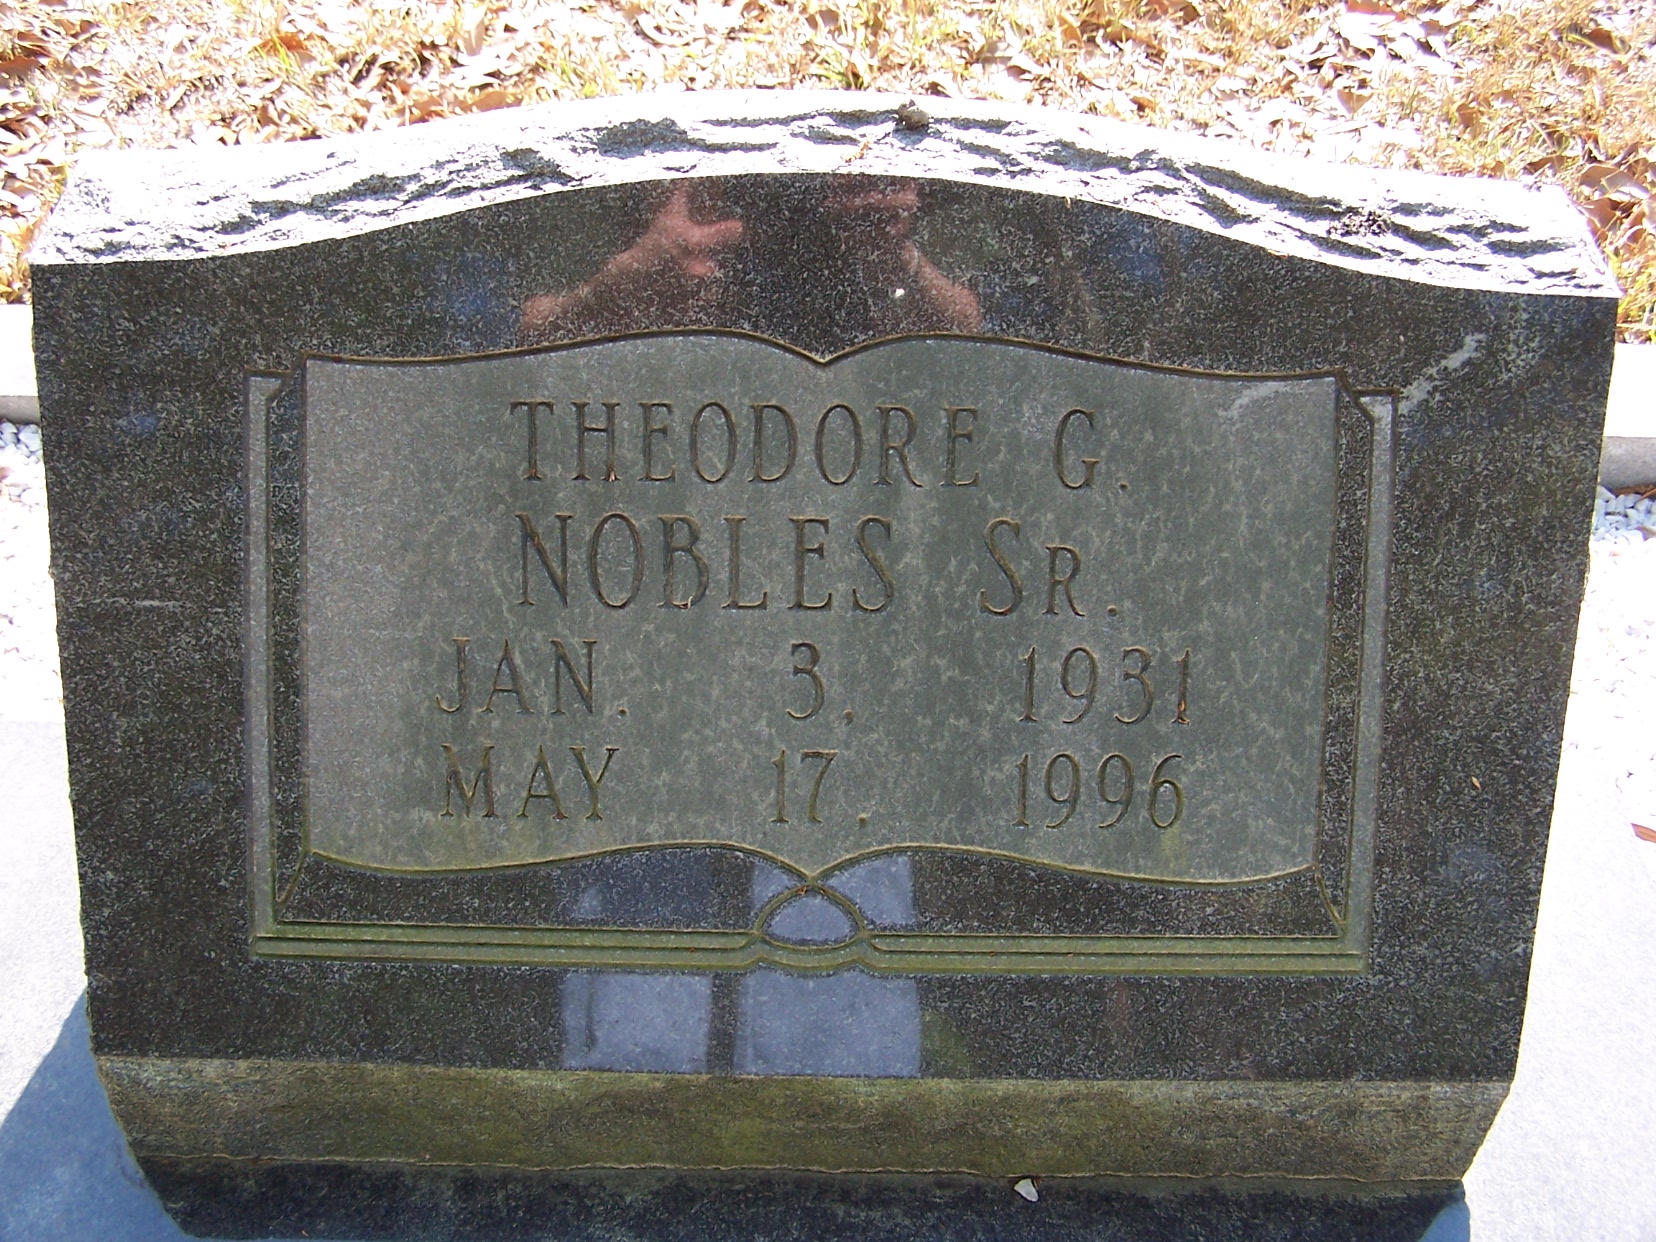 THEODORE G.
NOBLES SR.
JAN. 3, 1931
MAY 17, 1996